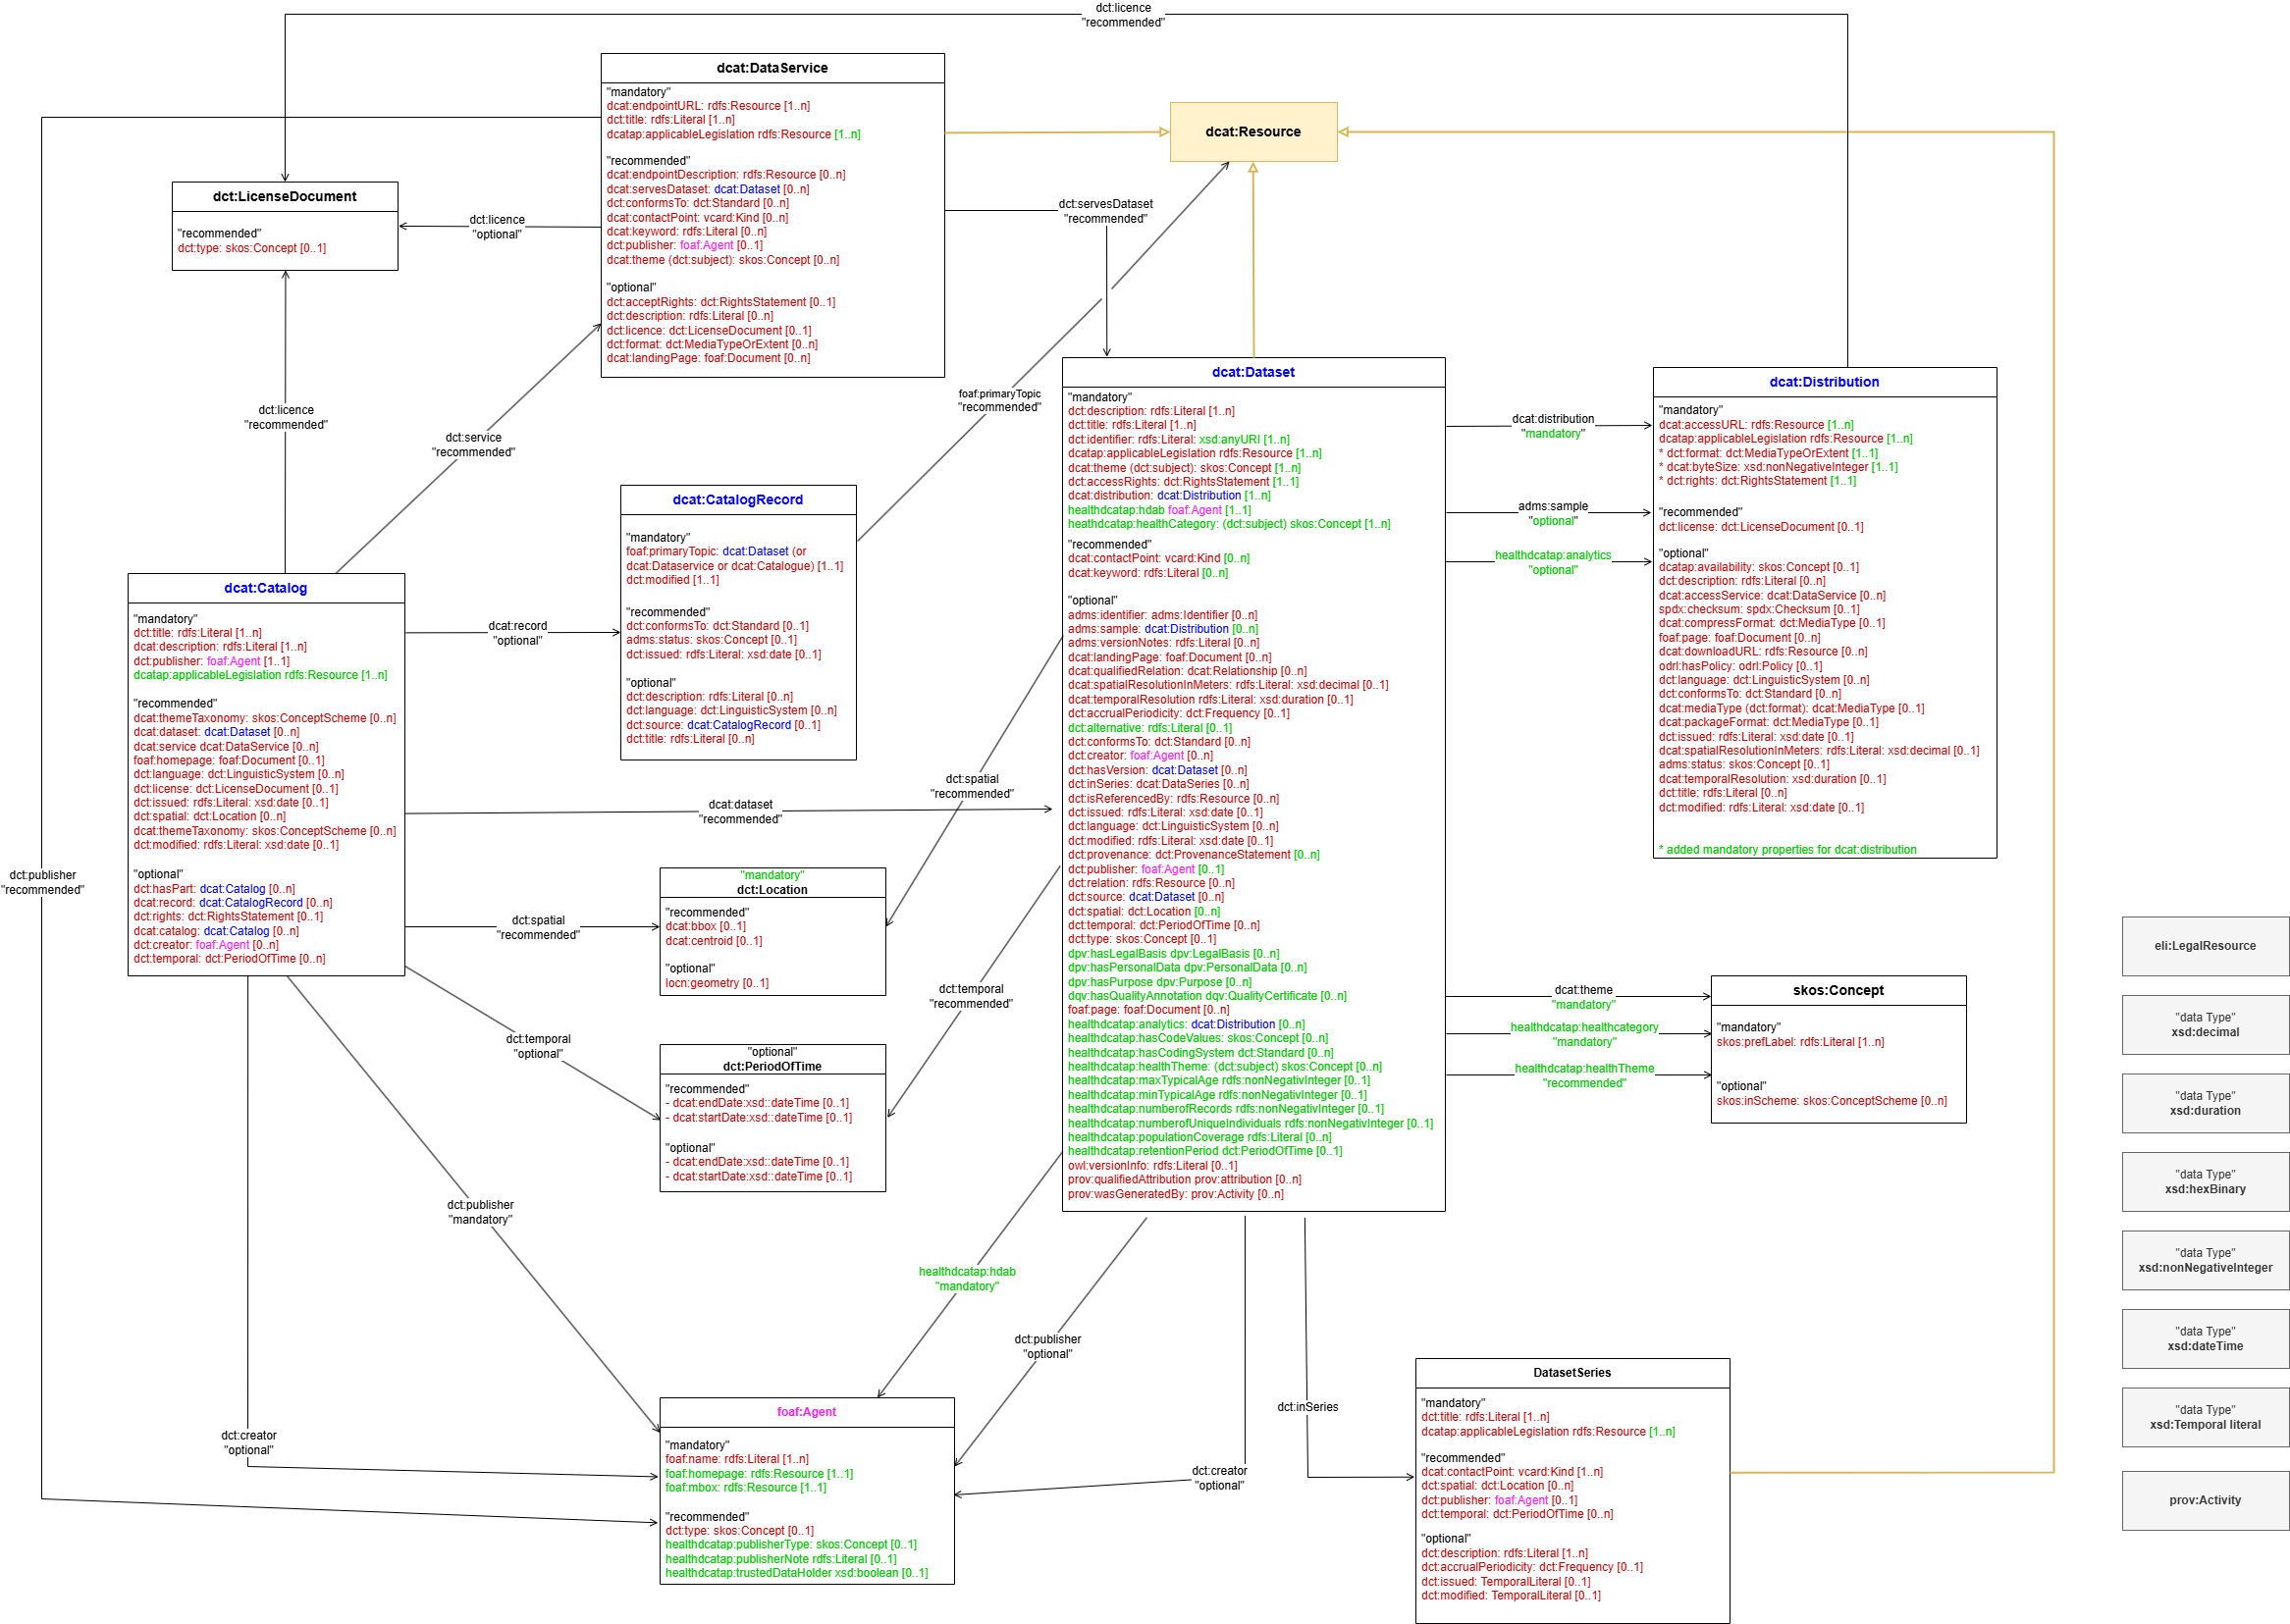 dct:licence
"recommended"
dcat:DataService
"mandatory"
dcat:endpointURL: rdfs:Resource [1..n]
dct:title: rdfs:Literal [1..n]
dcatap:applicableLegislation rdfs:Resource [1..n]
"recommended"
dcat:endpointDescription: rdfs:Resource [0..n]
dcat:servesDataset: dcat:Dataset [0..n]
dct:conformsTo: dct:Standard [0..n]
dcat:contactPoint: vcard:Kind [0..n]
dcat:keyword: rdfs:Literal [0..n]
dct:publisher: foaf:Agent [0..1]
dcat:theme (dct:subject): skos:Concept [0..n]
"optional"
dct:acceptRights: dct:RightsStatement [0..1]
dct:description: rdfs:Literal [0..n]
dct:licence: dct:LicenseDocument [0..1]
dct:format: dct:MediaTypeOrExtent [0..n]
dcat:landingPage: foaf:Document [0..n]
dcat:Resource
dct:LicenseDocument
"recommended"
dct:type: skos:Concept [0..1]
dct:licence
"optional"
dct:servesDataset
"recommended"
dct:licence
"recommended"
dct:service
"recommended"
foaf:primaryTopic
"recommended"
dcat:CatalogRecord
"mandatory"
foaf:primaryTopic: dcat:Dataset (or
dcat:Dataservice or dcat:Catalogue) [1..1]
dct:modified [1..1]
"recommended"
dct:conformsTo: dct:Standard [0..1]
adms:status: skos:Concept [0..1]
dct:issued: rdfs:Literal: xsd:date [0..1]
"optional"
dct:description: rdfs:Literal [0..n]
dct:language: dct:LinguisticSystem [0..n]
dct:source: dcat:CatalogRecord [0..1]
dct:title: rdfs:Literal [0..n]
dcat:Catalog
"mandatory"
dct:title: rdfs:Literal [1..n]
dcat:description: rdfs:Literal [1..n]
dct:publisher: foaf:Agent [1..1]
dcatap:applicableLegislation rdfs:Resource [1..n]
"recommended"
dcat:themeTaxonomy: skos:ConceptScheme [0..n]
dcat:dataset: dcat:Dataset [0..n]
dcat:service dcat:DataService [0..n]
foaf:homepage: foaf:Document [0..1]
dct:language: dct:LinguisticSystem [0..n]
dct:license: dct:LicenseDocument [0..1]
dct:issued: rdfs:Literal: xsd:date [0..1]
dct:spatial: dct:Location [0..n]
dcat:themeTaxonomy: skos:ConceptScheme [0..n]
dct:modified: rdfs:Literal: xsd:date [0..1]
"optional"
dct:hasPart: dcat:Catalog [0..n]
dcat:record: dcat:CatalogRecord [0..n]
dct:rights: dct:RightsStatement [0..1]
dcat:catalog: dcat:Catalog [0..n]
dct:creator: foaf:Agent [0..n]
dct:temporal: dct:PeriodOfTime [0..n]
dcat:record
"optional"
dcat:dataset
"recommended"
dct:spatial
"recommended"
dct:spatial
"recommended"
dct:publisher
"recommended"
"mandatory"
dct:Location
"recommended"
dcat:bbox [0..1]
dcat:centroid [0..1]
"optional"
locn:geometry [0..1]
dct:temporal
"recommended"
dct:temporal
"optional"
"optional"
dct:PeriodOfTime
"recommended"
- dcat:endDate:xsd::dateTime [0..1]
- dcat:startDate:xsd::dateTime [0..1]
"optional"
- dcat:endDate:xsd::dateTime [0..1]
- dcat:startDate:xsd::dateTime [0..1]
dcat:Dataset
"mandatory"
dct:description: rdfs:Literal [1..n]
dct:title: rdfs:Literal [1..n]
dct:identifier: rdfs:Literal: xsd:anyURI [1..n]
dcatap:applicableLegislation rdfs:Resource [1..n]
dcat:theme (dct:subject): skos:Concept [1..n]
dct:accessRights: dct:RightsStatement [1..1]
dcat:distribution: dcat:Distribution [1..n]
healthdcatap:hdab foaf:Agent [1..1]
heathdcatap:healthCategory: (dct:subject) skos:Concept [1..n]
"recommended"
dcat:contactPoint: vcard:Kind [0..n]
dcat:keyword: rdfs:Literal [0..n]
"optional"
adms:identifier: adms:Identifier [0..n]
adms:sample: dcat:Distribution [0..n]
adms:versionNotes: rdfs:Literal [0..n]
dcat:landingPage: foaf:Document [0..n]
dcat:qualifiedRelation: dcat:Relationship [0..n]
dcat:spatialResolutionInMeters: rdfs:Literal: xsd:decimal [0..1]
dcat:temporalResolution rdfs:Literal: xsd:duration [0..1]
dct:accrualPeriodicity: dct:Frequency [0..1]
dct:alternative: rdfs:Literal [0..1]
dct:conformsTo: dct:Standard [0..n]
dct:creator: foaf:Agent [0..n]
dct:hasVersion: dcat:Dataset [0..n]
dct:inSeries: dcat:DataSeries [0..n]
dct:isReferencedBy: rdfs:Resource [0..n]
dct:issued: rdfs:Literal: xsd:date [0..1]
dct:language: dct:LinguisticSystem [0..n]
dct:modified: rdfs:Literal: xsd:date [0..1]
dct:provenance: dct:ProvenanceStatement [0..n]
dct:publisher: foaf:Agent [0..1]
dct:relation: rdfs:Resource [0..n]
dct:source: dcat:Dataset [0..n]
dct:spatial: dct:Location [0..n]
dct:temporal: dct:PeriodOfTime [0..n]
dct:type: skos:Concept [0..1]
dpv:hasLegalBasis dpv:LegalBasis [0..n]
dpv:hasPersonalData dpv:PersonalData [0..n]
dpv:hasPurpose dpv:Purpose [0..n]
dqv:hasQualityAnnotation dqv:QualityCertificate [0..n]
foaf:page: foaf:Document [0..n]
healthdcatap:analytics: dcat:Distribution [0..n]
healthdcatap:hasCodeValues: skos:Concept [0..n]
healthdcatap:hasCodingSystem dct:Standard [0..n]
healthdcatap:healthTheme: (dct:subject) skos:Concept [0..n]
healthdcatap:maxTypicalAge rdfs:nonNegativInteger [0..1]
healthdcatap:minTypicalAge rdfs:nonNegativInteger [0..1]
healthdcatap:numberofRecords rdfs:nonNegativInteger [0..1]
healthdcatap:numberofUniqueIndividuals rdfs:nonNegativInteger [0..1]
healthdcatap:populationCoverage rdfs:Literal [0..n]
healthdcatap:retentionPeriod dct:PeriodOfTime [0..1]
owl:versionInfo: rdfs:Literal [0..1]
prov:qualifiedAttribution prov:attribution [0..n]
prov:wasGeneratedBy: prov:Activity [0..n]
dcat:distribution
"mandatory"
adms:sample
"optional"
healthdcatap:analytics
"optional"
dcat:Distribution
"mandatory"
dcat:accessURL: rdfs:Resource [1..n]
dcatap:applicableLegislation rdfs:Resource [1..n]
* dct:format: dct:MediaTypeOrExtent [1..1]
* dcat:byteSize: xsd:nonNegativeInteger [1..1]
* dct:rights: dct:RightsStatement [1..1]
"recommended"
dct:license: dct:LicenseDocument [0..1]
"optional"
dcatap:availability: skos:Concept [0..1]
dct:description: rdfs:Literal [0..n]
dcat:accessService: dcat:DataService [0..n]
spdx:checksum: spdx:Checksum [0..1]
dcat:compressFormat: dct:MediaType [0..1]
foaf:page: foaf:Document [0..n]
dcat:downloadURL: rdfs:Resource [0..n]
odrl:hasPolicy: odrl:Policy [0..1]
dct:language: dct:LinguisticSystem [0..n]
dct:conformsTo: dct:Standard [0..n]
dcat:mediaType (dct:format): dcat:MediaType [0..1]
dcat:packageFormat: dct:MediaType [0..1]
dct:issued: rdfs:Literal: xsd:date [0..1]
dcat:spatialResolutionInMeters: rdfs:Literal: xsd:decimal [0..1]
adms:status: skos:Concept [0..1]
dcat:temporalResolution: xsd:duration [0..1]
dct:title: rdfs:Literal [0..n]
dct:modified: rdfs:Literal: xsd:date [0..1]
* added mandatory properties for dcat:distribution
dcat:theme
"mandatory"
healthdcatap:healthcategory
"mandatory"
healthdcatap:healthTheme
"recommended"
skos:Concept
"mandatory"
skos:prefLabel: rdfs:Literal [1..n]
"optional"
skos:inScheme: skos:ConceptScheme [0..n]
eli:LegalResource
"data Type"
xsd:decimal
"data Type"
xsd:duration
"data Type"
xsd:hexBinary
"data Type"
xsd:nonNegativeInteger
"data Type"
xsd:dateTime
"data Type"
xsd:Temporal literal
prov:Activity
dct:publisher
"mandatory"
healthdcatap:hdab
"mandatory"
dct:publisher
"optional"
dct:creator
"optional"
dct:creator
"optional"
dct:inSeries
foaf:Agent
"mandatory"
foaf:name: rdfs:Literal [1..n]
foaf:homepage: rdfs:Resource [1..1]
foaf:mbox: rdfs:Resource [1..1]
"recommended"
dct:type: skos:Concept [0..1]
healthdcatap:publisherType: skos:Concept [0..1]
healthdcatap:publisherNote rdfs:Literal [0..1]
healthdcatap:trustedDataHolder xsd:boolean [0..1]
DatasetSeries
"mandatory"
dct:title: rdfs:Literal [1..n]
dcatap:applicableLegislation rdfs:Resource [1..n]
"recommended"
dcat:contactPoint: vcard:Kind [1..n]
dct:spatial: dct:Location [0..n]
dct:publisher: foaf:Agent [0..1]
dct:temporal: dct:PeriodOfTime [0..n]
"optional"
dct:description: rdfs:Literal [1..n]
dct:accrualPeriodicity: dct:Frequency [0..1]
dct:issued: TemporalLiteral [0..1]
dct:modified: TemporalLiteral [0..1]